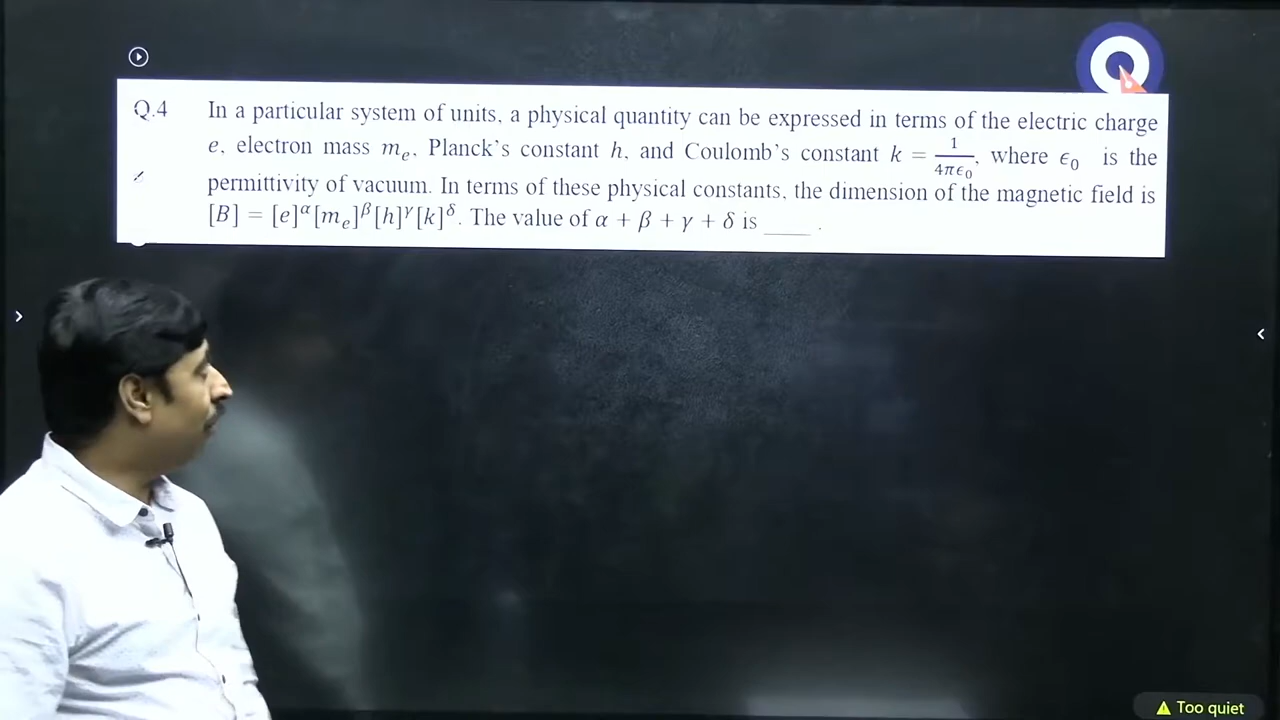 Q.4 In a particular system of units, a physical quantity can be expressed in terms of the electric charge
e, electron mass mₑ, Planck's constant h, and Coulomb's constant k = 1/4πϵ₀, where ϵ₀ is the
permittivity of vacuum. In terms of these physical constants, the dimension of the magnetic field is
[B] = [e]^α[mₑ]^β[h]^γ[k]^δ. The value of α + β + γ + δ is ____ .
Too quiet